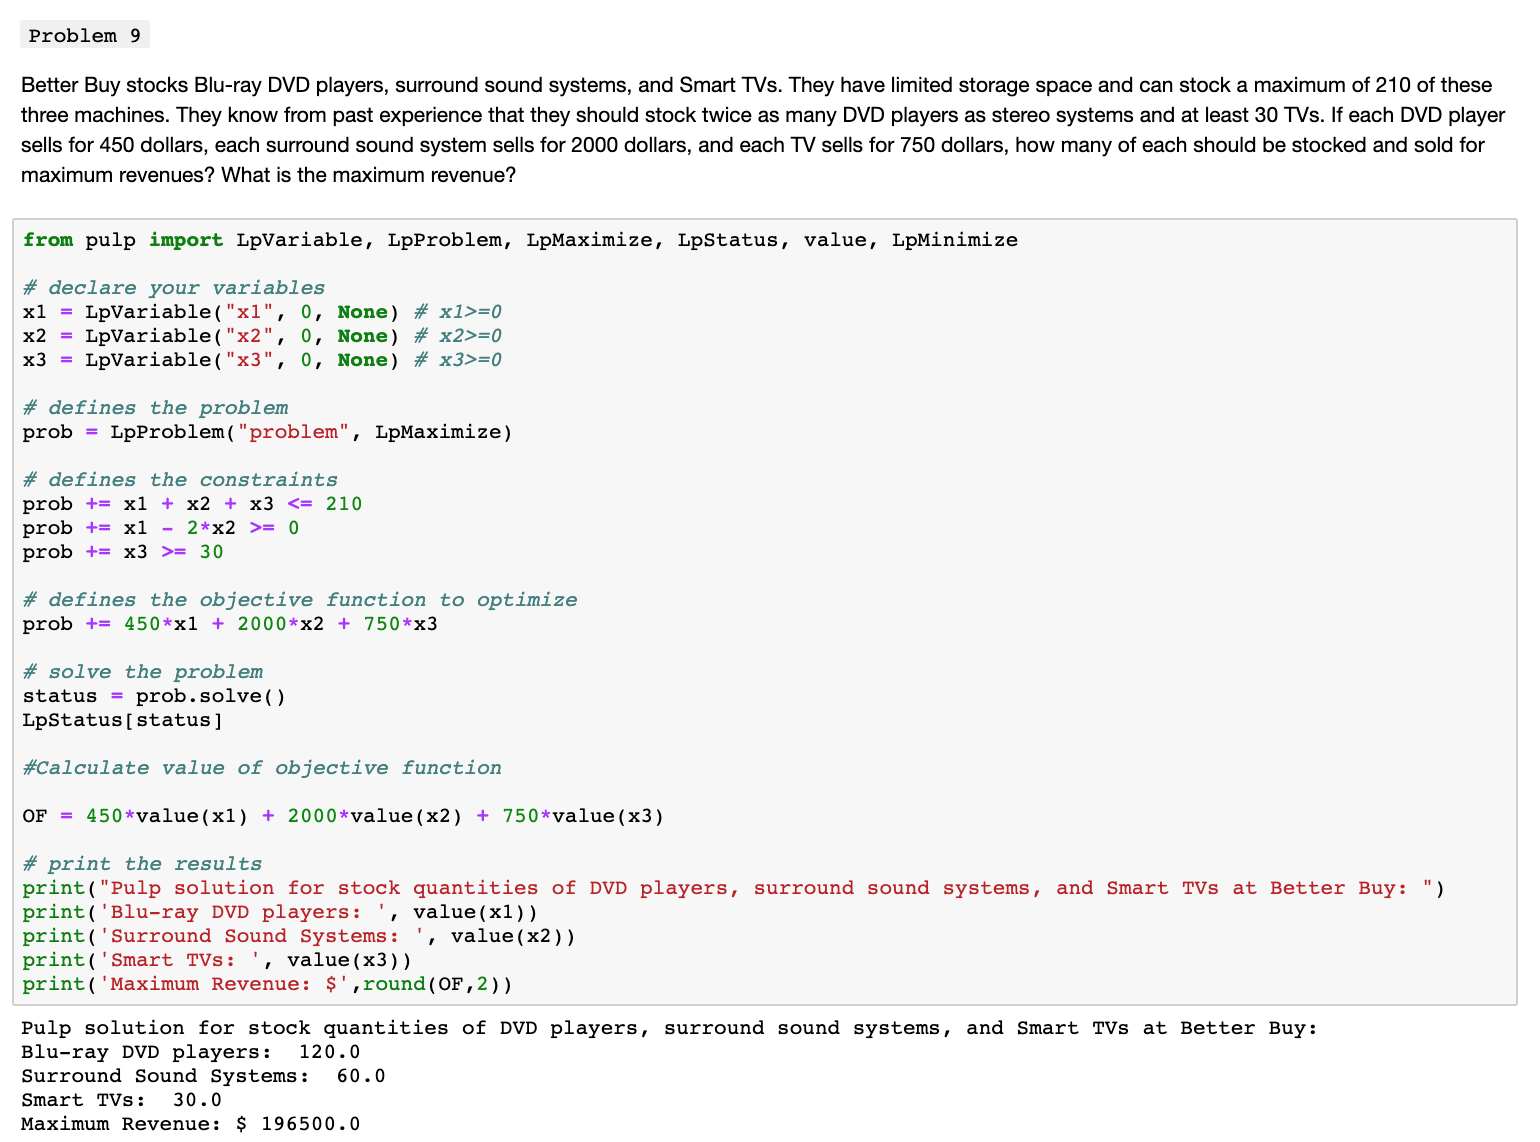 Problem 9
Better Buy stocks Blu-ray DVD players, surround sound systems, and Smart TVs. They have limited storage space and can stock a maximum of 210 of these
three machines. They know from past experience that they should stock twice as many DVD players as stereo systems and at least 30 TVs. If each DVD player
sells for 450 dollars, each surround sound system sells for 2000 dollars, and each TV sells for 750 dollars, how many of each should be stocked and sold for
maximum revenues? What is the maximum revenue?
from pulp import LpVariable, LpProblem, LpMaximize, LpStatus, value, LpMinimize
# declare your variables
x1 = LpVariable("x1", 0, None) # x1>=0
x2 = LpVariable("x2", 0, None) # x2>=0
x3 = LpVariable("x3", 0, None) # x3>=0
# defines the problem
prob = LpProblem("problem", LpMaximize)
# defines the constraints
prob += x1 + x2 + x3 <= 210
prob += x1 - 2*x2 >= 0
prob += x3 >= 30
# defines the objective function to optimize
prob += 450*x1 + 2000*x2 + 750*x3
# solve the problem
status = prob.solve()
LpStatus[status]
#Calculate value of objective function
OF = 450*value(x1) + 2000*value(x2) + 750*value(x3)
# print the results
print("Pulp solution for stock quantities of DVD players, surround sound systems, and Smart TVs at Better Buy: ")
print('Blu-ray DVD players: ', value(x1))
print('Surround Sound Systems: ', value(x2))
print('Smart TVs: ', value(x3))
print('Maximum Revenue: $',round(OF,2))
Pulp solution for stock quantities of DVD players, surround sound systems, and Smart TVs at Better Buy:
Blu-ray DVD players:  120.0
Surround Sound Systems:  60.0
Smart TVs:  30.0
Maximum Revenue: $ 196500.0